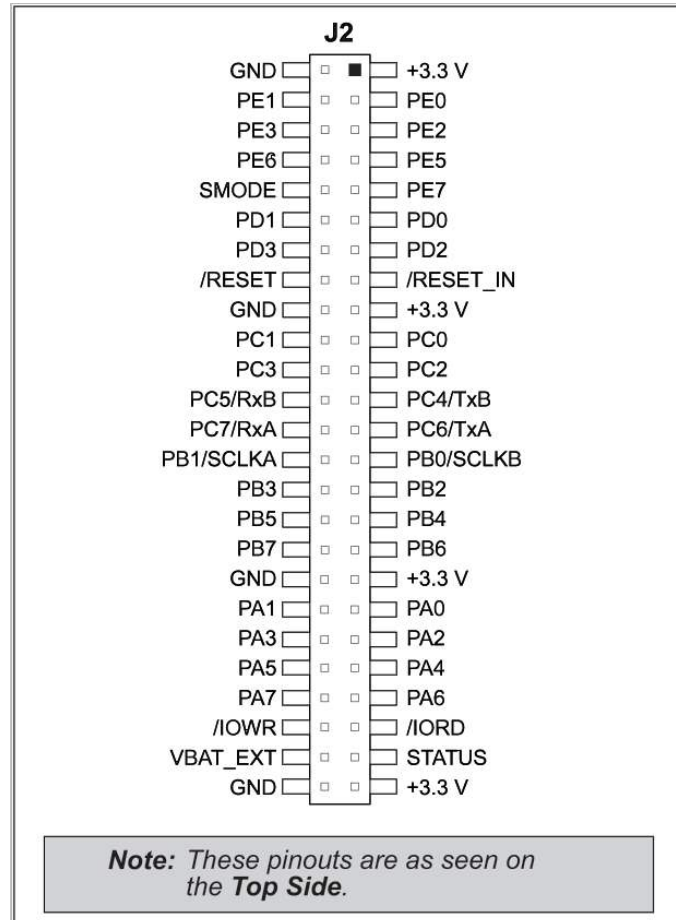 J2
GND +3.3 V
PE1 PE0
PE3 PE2
PE6 PE5
SMODE PE7
PD1 PD0
PD3 PD2
/RESET /RESET_IN
GND +3.3 V
PC1 PC0
PC3 PC2
PC5/RxB PC4/TxB
PC7/RxA PC6/TxA
PB1/SCLKA PB0/SCLKB
PB3 PB2
PB5 PB4
PB7 PB6
GND +3.3 V
PA1 PA0
PA3 PA2
PA5 PA4
PA7 PA6
/IOWR /IORD
VBAT_EXT STATUS
GND +3.3 V
Note: These pinouts are as seen on
the Top Side.